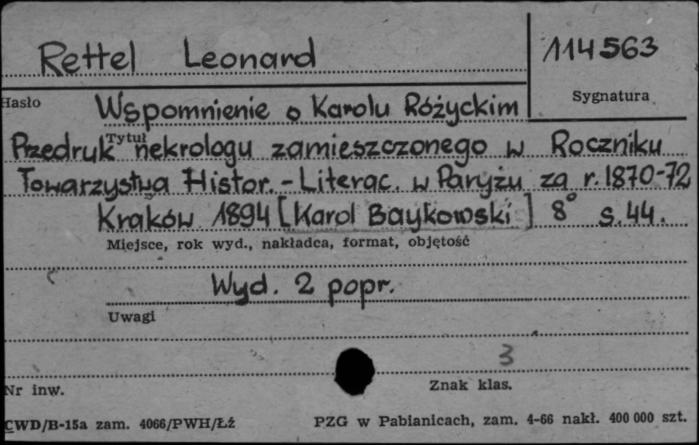 Rettel Leonard
114563
Hasło
Sygnatura
Wspomnienie o Karolu Różyckim
Tytuł
Przedruk nekrologu zamieszczonego w Roczniku
Towarzystwa Histor.-Literac. w Paryżu za r. 1870-72
Kraków 1894 [Karol Baykowski] 8° s. 44.
Miejsce, rok wyd., nakładca, format, objętość
Wyd. 2 popr.
Uwagi
3
Nr inw.
Znak klas.
CWD/B-15a zam. 4066/PWH/Łź
PZG w Pabianicach, zam. 4-66 nakł. 400 000 szt.